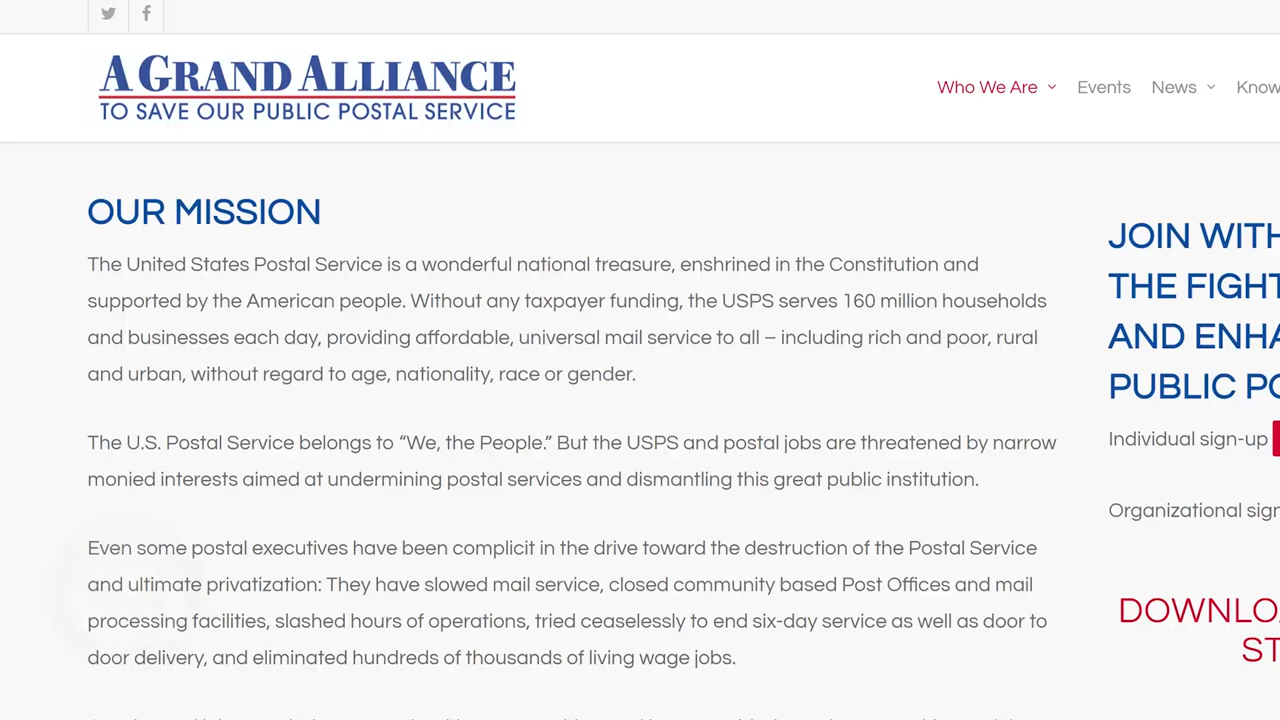 A GRAND ALLIANCE
TO SAVE OUR PUBLIC POSTAL SERVICE
Who We Are
Events
News
Know
OUR MISSION
The United States Postal Service is a wonderful national treasure, enshrined in the Constitution and
supported by the American people. Without any taxpayer funding, the USPS serves 160 million households
and businesses each day, providing affordable, universal mail service to all – including rich and poor, rural
and urban, without regard to age, nationality, race or gender.
The U.S. Postal Service belongs to “We, the People.” But the USPS and postal jobs are threatened by narrow
monied interests aimed at undermining postal services and dismantling this great public institution.
Even some postal executives have been complicit in the drive toward the destruction of the Postal Service
and ultimate privatization: They have slowed mail service, closed community based Post Offices and mail
processing facilities, slashed hours of operations, tried ceaselessly to end six-day service as well as door to
door delivery, and eliminated hundreds of thousands of living wage jobs.
JOIN WITH
THE FIGHT
AND ENHA
PUBLIC PO
Individual sign-up
Organizational sign
DOWNLOA
ST